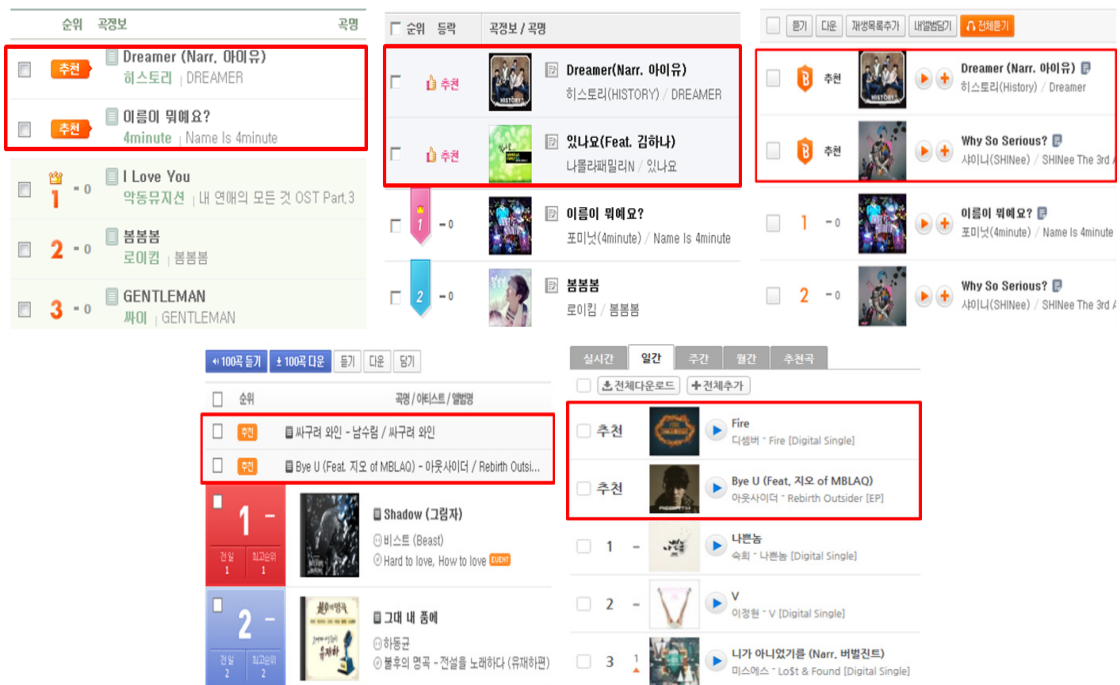 순위 곡정보 곡명
추천 Dreamer (Narr. 아이유)
히스토리 | DREAMER
추천 이름이 뭐예요?
4minute | Name Is 4minute
1 - 0 I Love You
악동뮤지션 | 내 연애의 모든 것 OST Part.3
2 - 0 봄봄봄
로이킴 | 봄봄봄
3 - 0 GENTLEMAN
싸이 | GENTLEMAN
순위 등락 곡정보 / 곡명
추천 Dreamer(Narr. 아이유)
히스토리(HISTORY) / DREAMER
HISTORY
추천 있나요(Feat. 김하나)
나몰라패밀리N / 있나요
1 - 0 이름이 뭐예요?
포미닛(4minute) / Name Is 4minute
2 - 0 봄봄봄
로이킴 / 봄봄봄
듣기 다운 재생목록추가 내앨범담기 전체듣기
B 추천 Dreamer (Narr. 아이유)
히스토리(History) / Dreamer
HISTORY
B 추천 Why So Serious?
샤이니(SHINee) / SHINee The 3rd
1 - 0 이름이 뭐예요?
포미닛(4minute) / Name Is 4minute
2 - 0 Why So Serious?
샤이니(SHINee) / SHINee The 3rd
100곡 듣기 100곡 다운 듣기 다운 담기
순위 곡명 / 아티스트 / 앨범명
추천 싸구려 와인 - 남수림 / 싸구려 와인
추천 Bye U (Feat. 지오 of MBLAQ) - 아웃사이더 / Rebirth Outsi...
1 - Shadow (그림자)
비스트 (Beast)
Hard to love, How to love EVENT
전일 최고순위
1 1
2 - 그대 내 품에
하동균
불후의 명곡 - 전설을 노래하다 (유재하편)
전일 최고순위
2 2
불후의명곡
유재하
실시간 일간 주간 월간 추천곡
전체다운로드 전체추가
추천 Fire
디셈버 - Fire [Digital Single]
추천 Bye U (Feat. 지오 of MBLAQ)
아웃사이더 - Rebirth Outsider [EP]
REBIRTH
1 - 나쁜놈
숙희 - 나쁜놈 [Digital Single]
2 - V
이정현 - V [Digital Single]
3 1 니가 아니었기를 (Narr. 버벌진트)
미스에스 - Lo$t & Found [Digital Single]